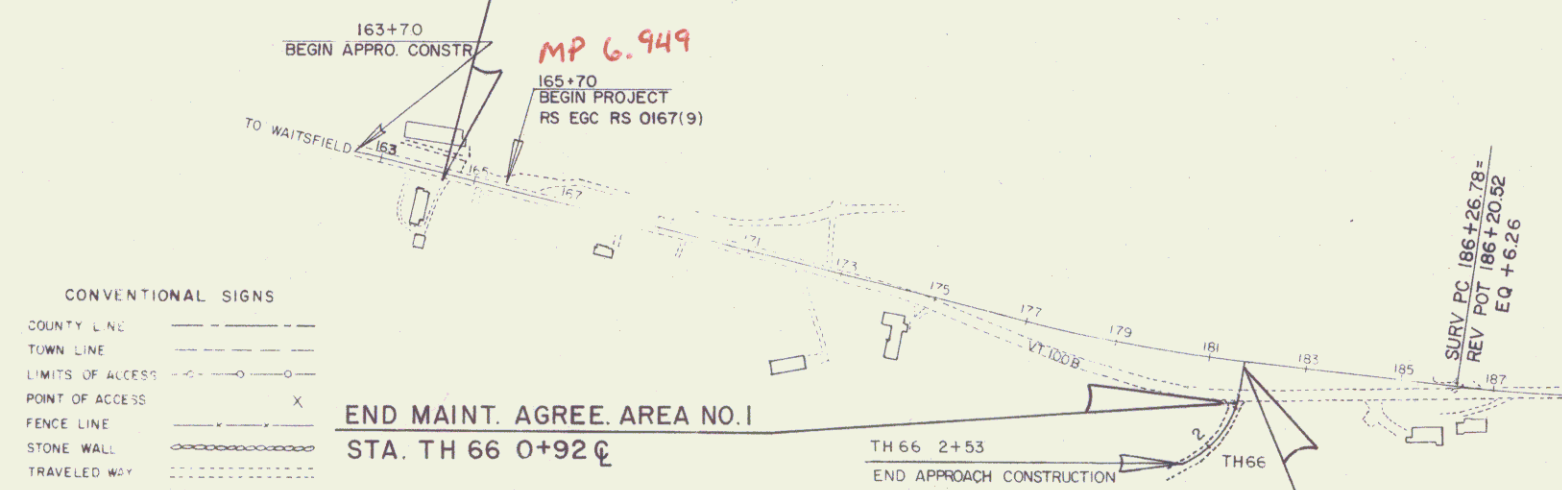 163+70
BEGIN APPRO. CONSTR.
MP 6.949
165+70
BEGIN PROJECT
RS EGC RS 0167(9)
TO WAITSFIELD
163
165
167
171
173
175
177
179
181
183
185
187
VT 100B
SURV PC 186+26.78=
REV POT 186+20.52
EQ +6.26
CONVENTIONAL SIGNS
COUNTY LINE
TOWN LINE
LIMITS OF ACCESS
POINT OF ACCESS X
FENCE LINE
STONE WALL
TRAVELED WAY
END MAINT. AGREE. AREA NO. 1
STA. TH 66 0+92 ℄
TH 66 2+53
END APPROACH CONSTRUCTION
2
TH66